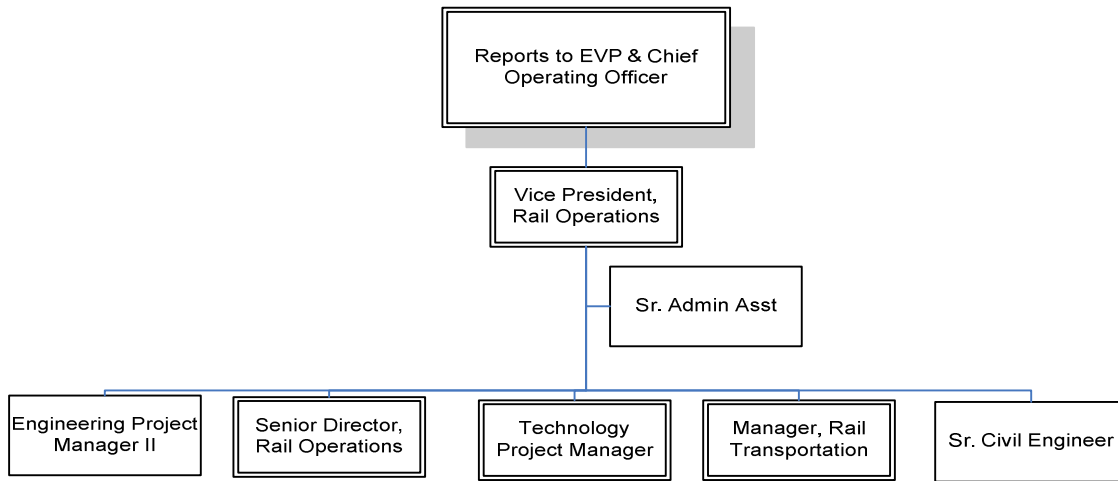 Reports to EVP & Chief
Operating Officer
Vice President,
Rail Operations
Sr. Admin Asst
Engineering Project
Manager II
Senior Director,
Rail Operations
Technology
Project Manager
Manager, Rail
Transportation
Sr. Civil Engineer